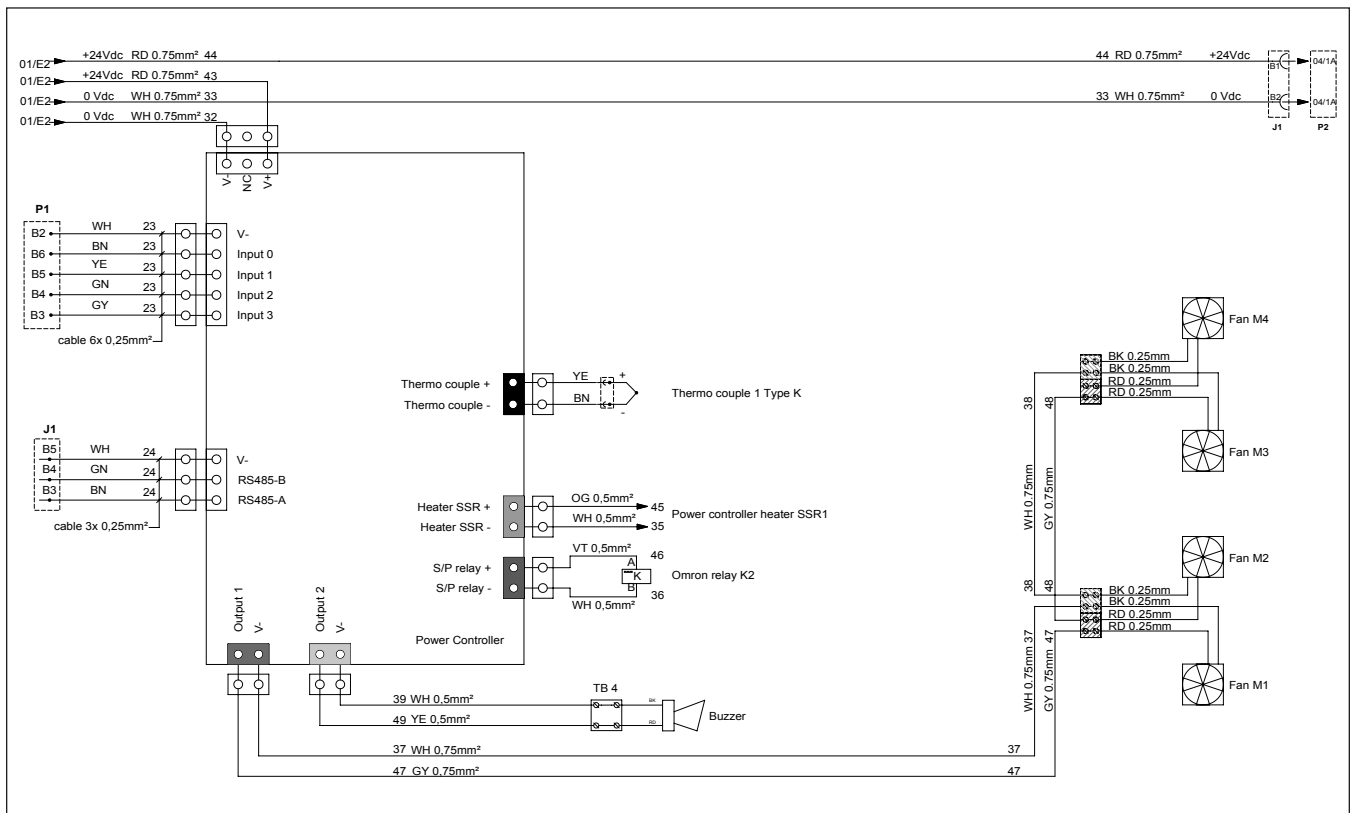 01/E2 +24Vdc RD 0.75mm² 44
44 RD 0.75mm² +24Vdc B1 04/1A
01/E2 +24Vdc RD 0.75mm² 43
01/E2 0 Vdc WH 0.75mm² 33
33 WH 0.75mm² 0 Vdc B2 04/1A
01/E2 0 Vdc WH 0.75mm² 32
J1 P2
V- NC V+
P1
B2 WH 23 V-
B6 BN 23 Input 0
B5 YE 23 Input 1
B4 GN 23 Input 2
B3 GY 23 Input 3
cable 6x 0,25mm²
Thermo couple + YE +
Thermo couple - BN -
Thermo couple 1 Type K
J1
B5 WH 24 V-
B4 GN 24 RS485-B
B3 BN 24 RS485-A
cable 3x 0,25mm²
Heater SSR + OG 0,5mm² 45
Heater SSR - WH 0,5mm² 35
Power controller heater SSR1
S/P relay + VT 0,5mm² 46
A
K
B
Omron relay K2
S/P relay - WH 0,5mm² 36
Power Controller
Output 1 V- Output 2 V-
39 WH 0,5mm² TB 4 BK
49 YE 0,5mm² RD
Buzzer
37 WH 0,75mm² 37
47 GY 0,75mm² 47
Fan M4
BK 0.25mm
BK 0.25mm
RD 0.25mm
RD 0.25mm
Fan M3
38 48
WH 0.75mm²
GY 0.75mm²
38 48
Fan M2
BK 0.25mm
BK 0.25mm
RD 0.25mm
RD 0.25mm
Fan M1
WH 0.75mm² 37
GY 0.75mm² 47